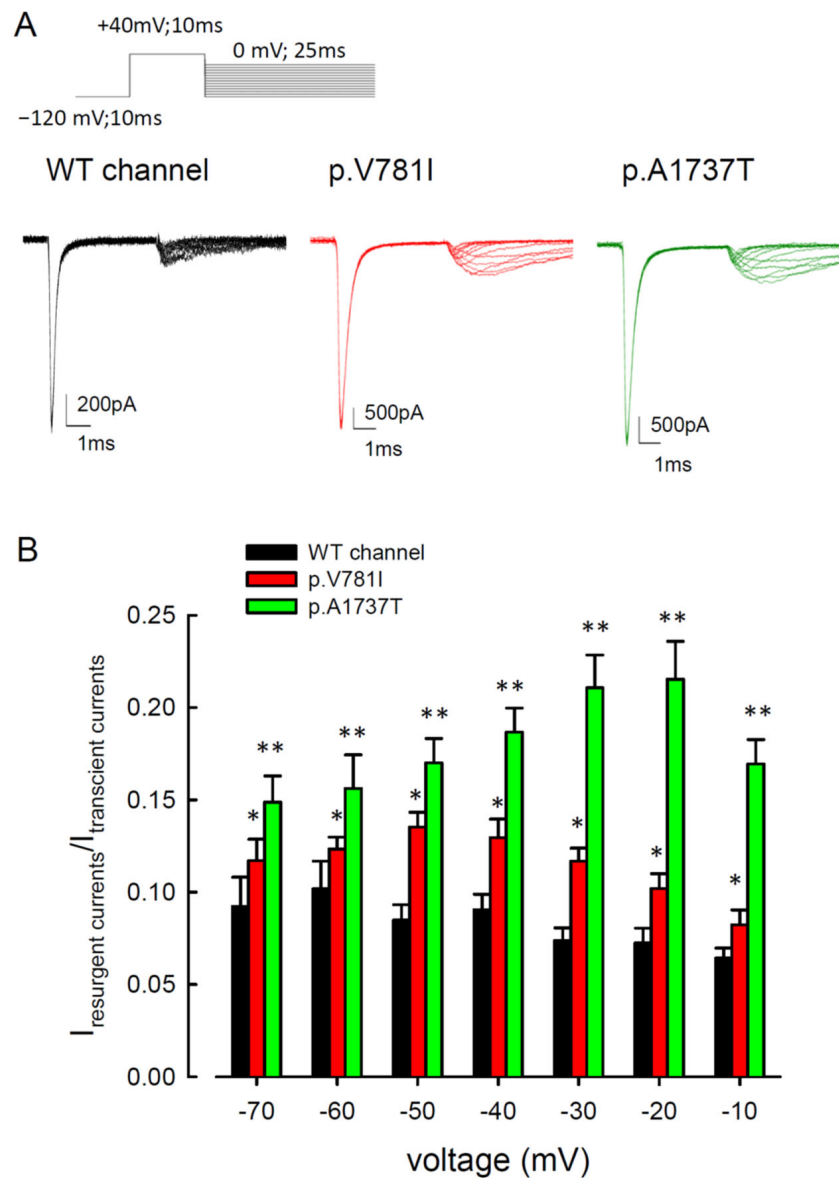 A
+40mV;10ms
0 mV; 25ms
−120 mV;10ms
WT channel
p.V781I
p.A1737T
200pA
1ms
500pA
1ms
500pA
1ms
B
WT channel
p.V781I
p.A1737T
I resurgent currents/I transcient currents
0.25
0.20
0.15
0.10
0.05
0.00
** ** ** ** ** ** **
* * * * * * *
-70 -60 -50 -40 -30 -20 -10
voltage (mV)